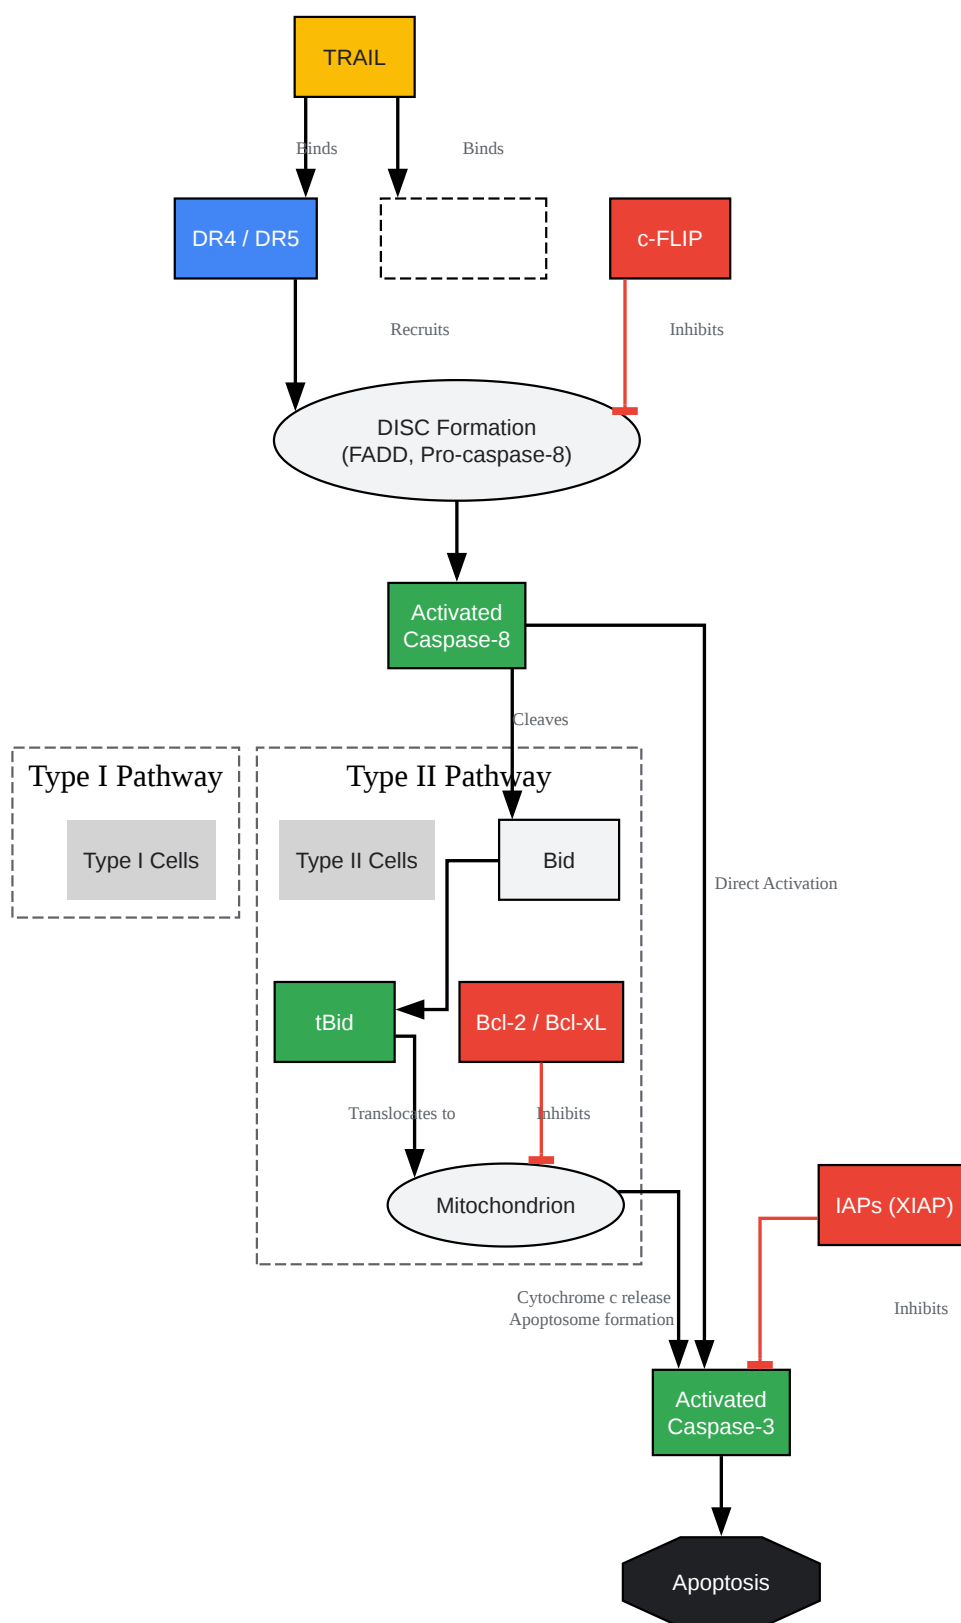 TRAIL
Binds
Binds
DR4 / DR5
c-FLIP
Recruits
Inhibits
DISC Formation
(FADD, Pro-caspase-8)
Activated
Caspase-8
Cleaves
Type I Pathway
Type II Pathway
Type I Cells
Type II Cells
Bid
Direct Activation
tBid
Bcl-2 / Bcl-xL
Translocates to
Inhibits
Mitochondrion
IAPs (XIAP)
Cytochrome c release
Apoptosome formation
Inhibits
Activated
Caspase-3
Apoptosis